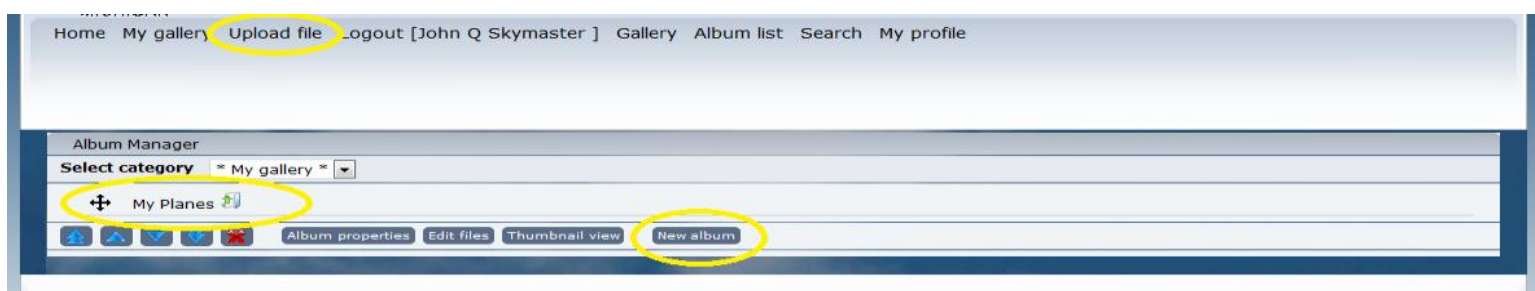 Home My gallery Upload file Logout [John Q Skymaster ] Gallery Album list Search My profile
Album Manager
Select category * My gallery *
My Planes
Album properties Edit files Thumbnail view New album